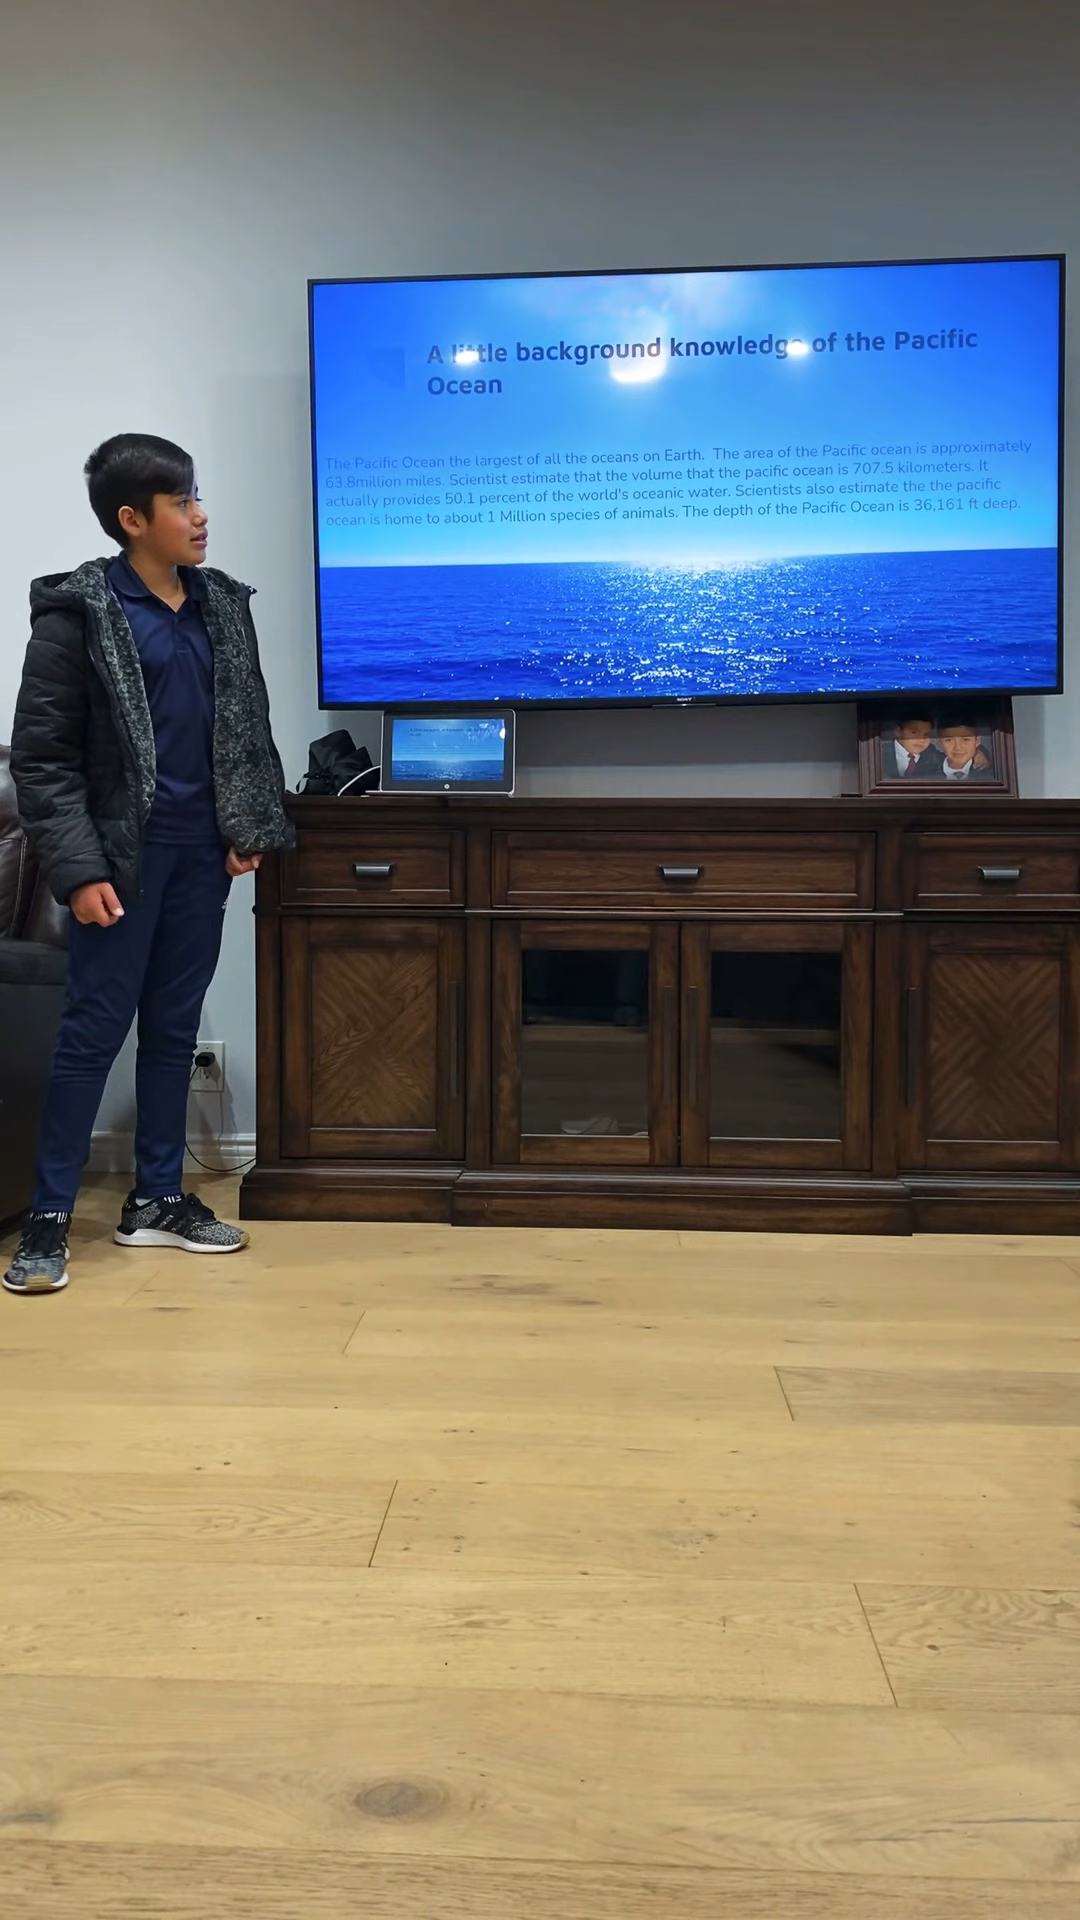 A little background knowledge of the Pacific
Ocean
The Pacific Ocean the largest of all the oceans on Earth. The area of the Pacific ocean is approximately
63.8million miles. Scientist estimate that the volume that the pacific ocean is 707.5 kilometers. It
actually provides 50.1 percent of the world's oceanic water. Scientists also estimate the the pacific
ocean is home to about 1 Million species of animals. The depth of the Pacific Ocean is 36,161 ft deep.
SONY